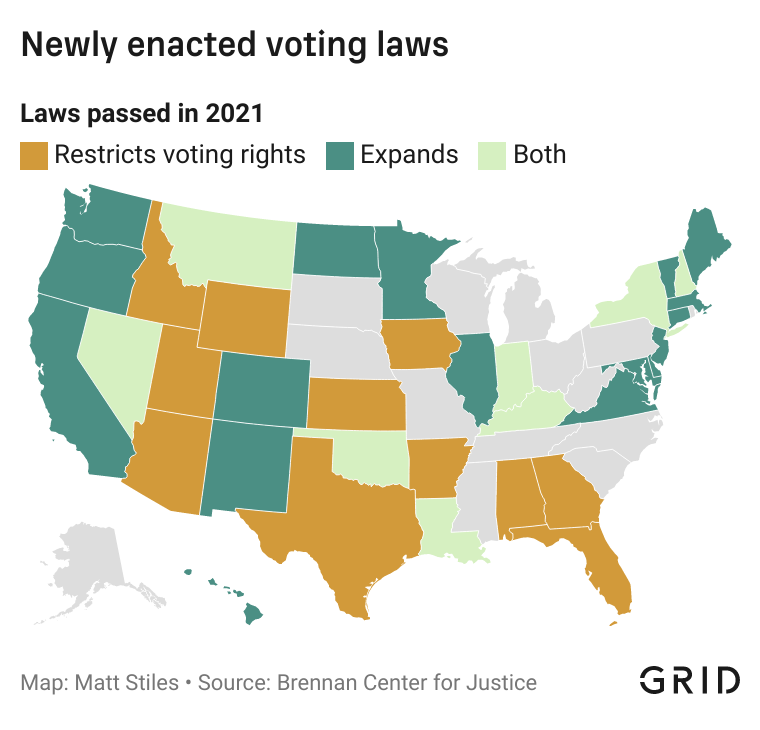 Newly enacted voting laws
Laws passed in 2021
Restricts voting rights Expands Both
Map: Matt Stiles • Source: Brennan Center for Justice GRID